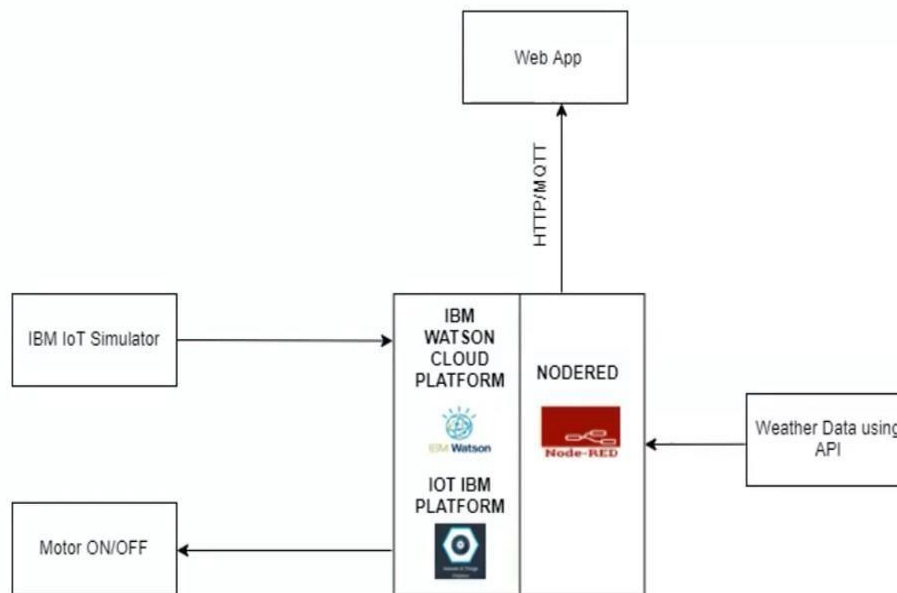 Web App
HTTP/MQTT
IBM IoT Simulator
IBM
WATSON
CLOUD
PLATFORM
IBM Watson
IOT IBM
PLATFORM
NODERED
Node-RED
Weather Data using
API
Motor ON/OFF